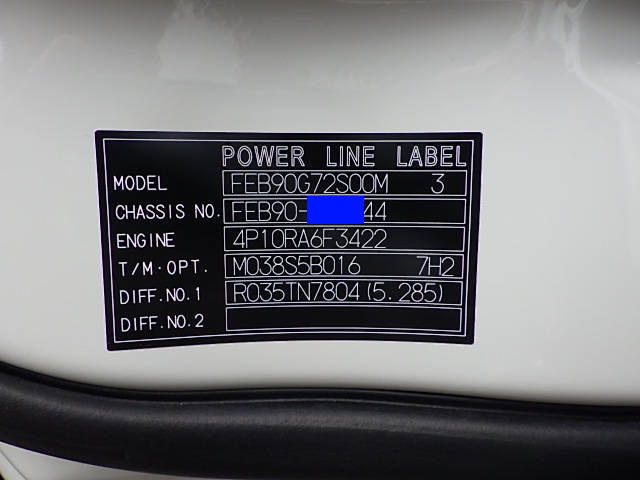 POWER LINE LABEL
MODEL FEB90G72S00M 3
CHASSIS NO. FEB90- 44
ENGINE 4P10RA6F3422
T/M·OPT. M038S5B016 7H2
DIFF.NO.1 R035TN7804(5.285)
DIFF.NO.2